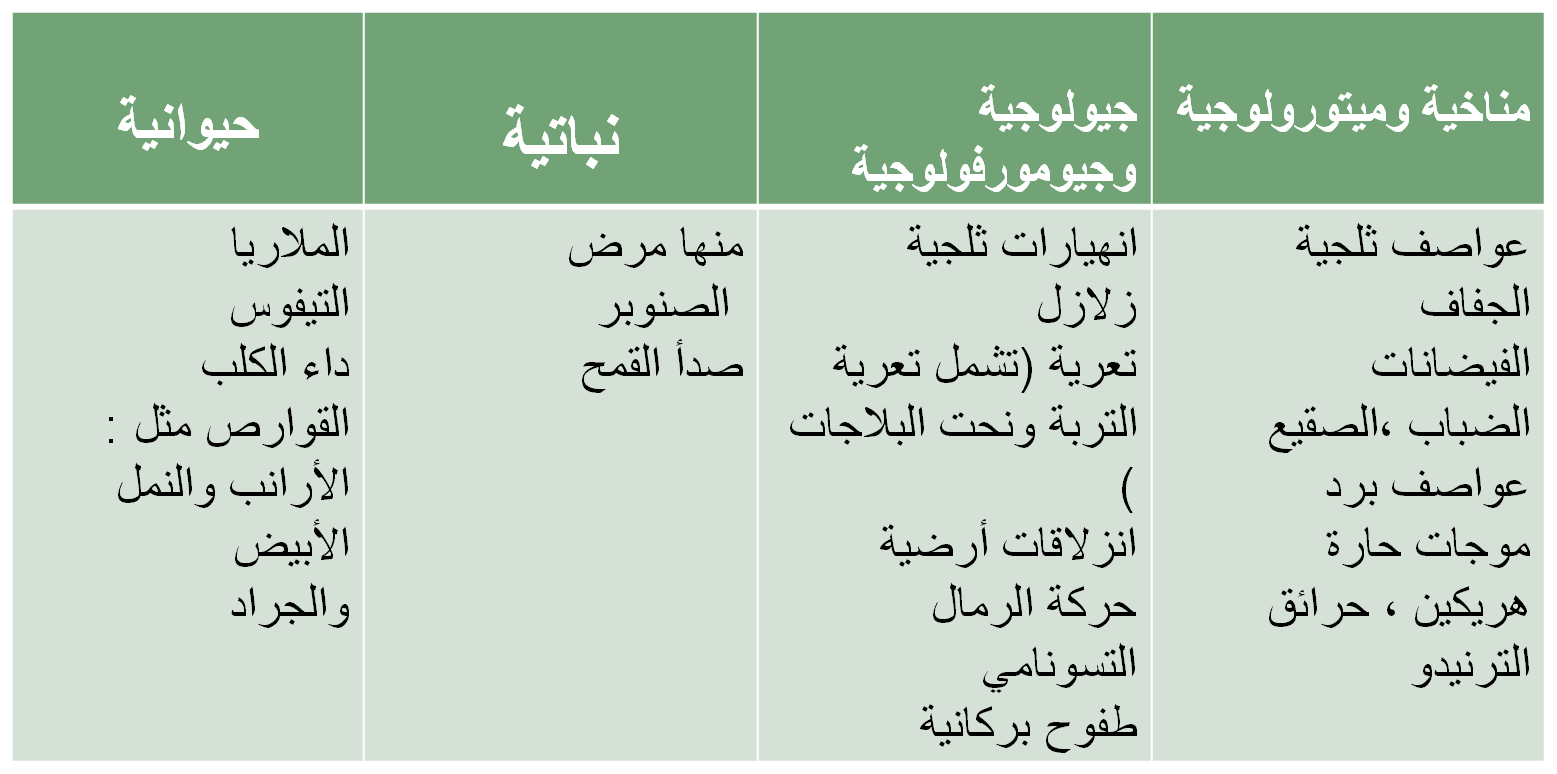 مناخية وميتورولوجية
جيولوجية
وجيومورفولوجية
نباتية
حيوانية
عواصف ثلجية
الجفاف
الفيضانات
الضباب ،الصقيع
عواصف برد
موجات حارة
هريكين ، حرائق
الترنيدو
انهيارات ثلجية
زلازل
تعرية (تشمل تعرية
التربة ونحت البلاجات
)
انزلاقات أرضية
حركة الرمال
التسونامي
طفوح بركانية
منها مرض
الصنوبر
صدأ القمح
الملاريا
التيفوس
داء الكلب
القوارص مثل :
الأرانب والنمل
الأبيض
والجراد